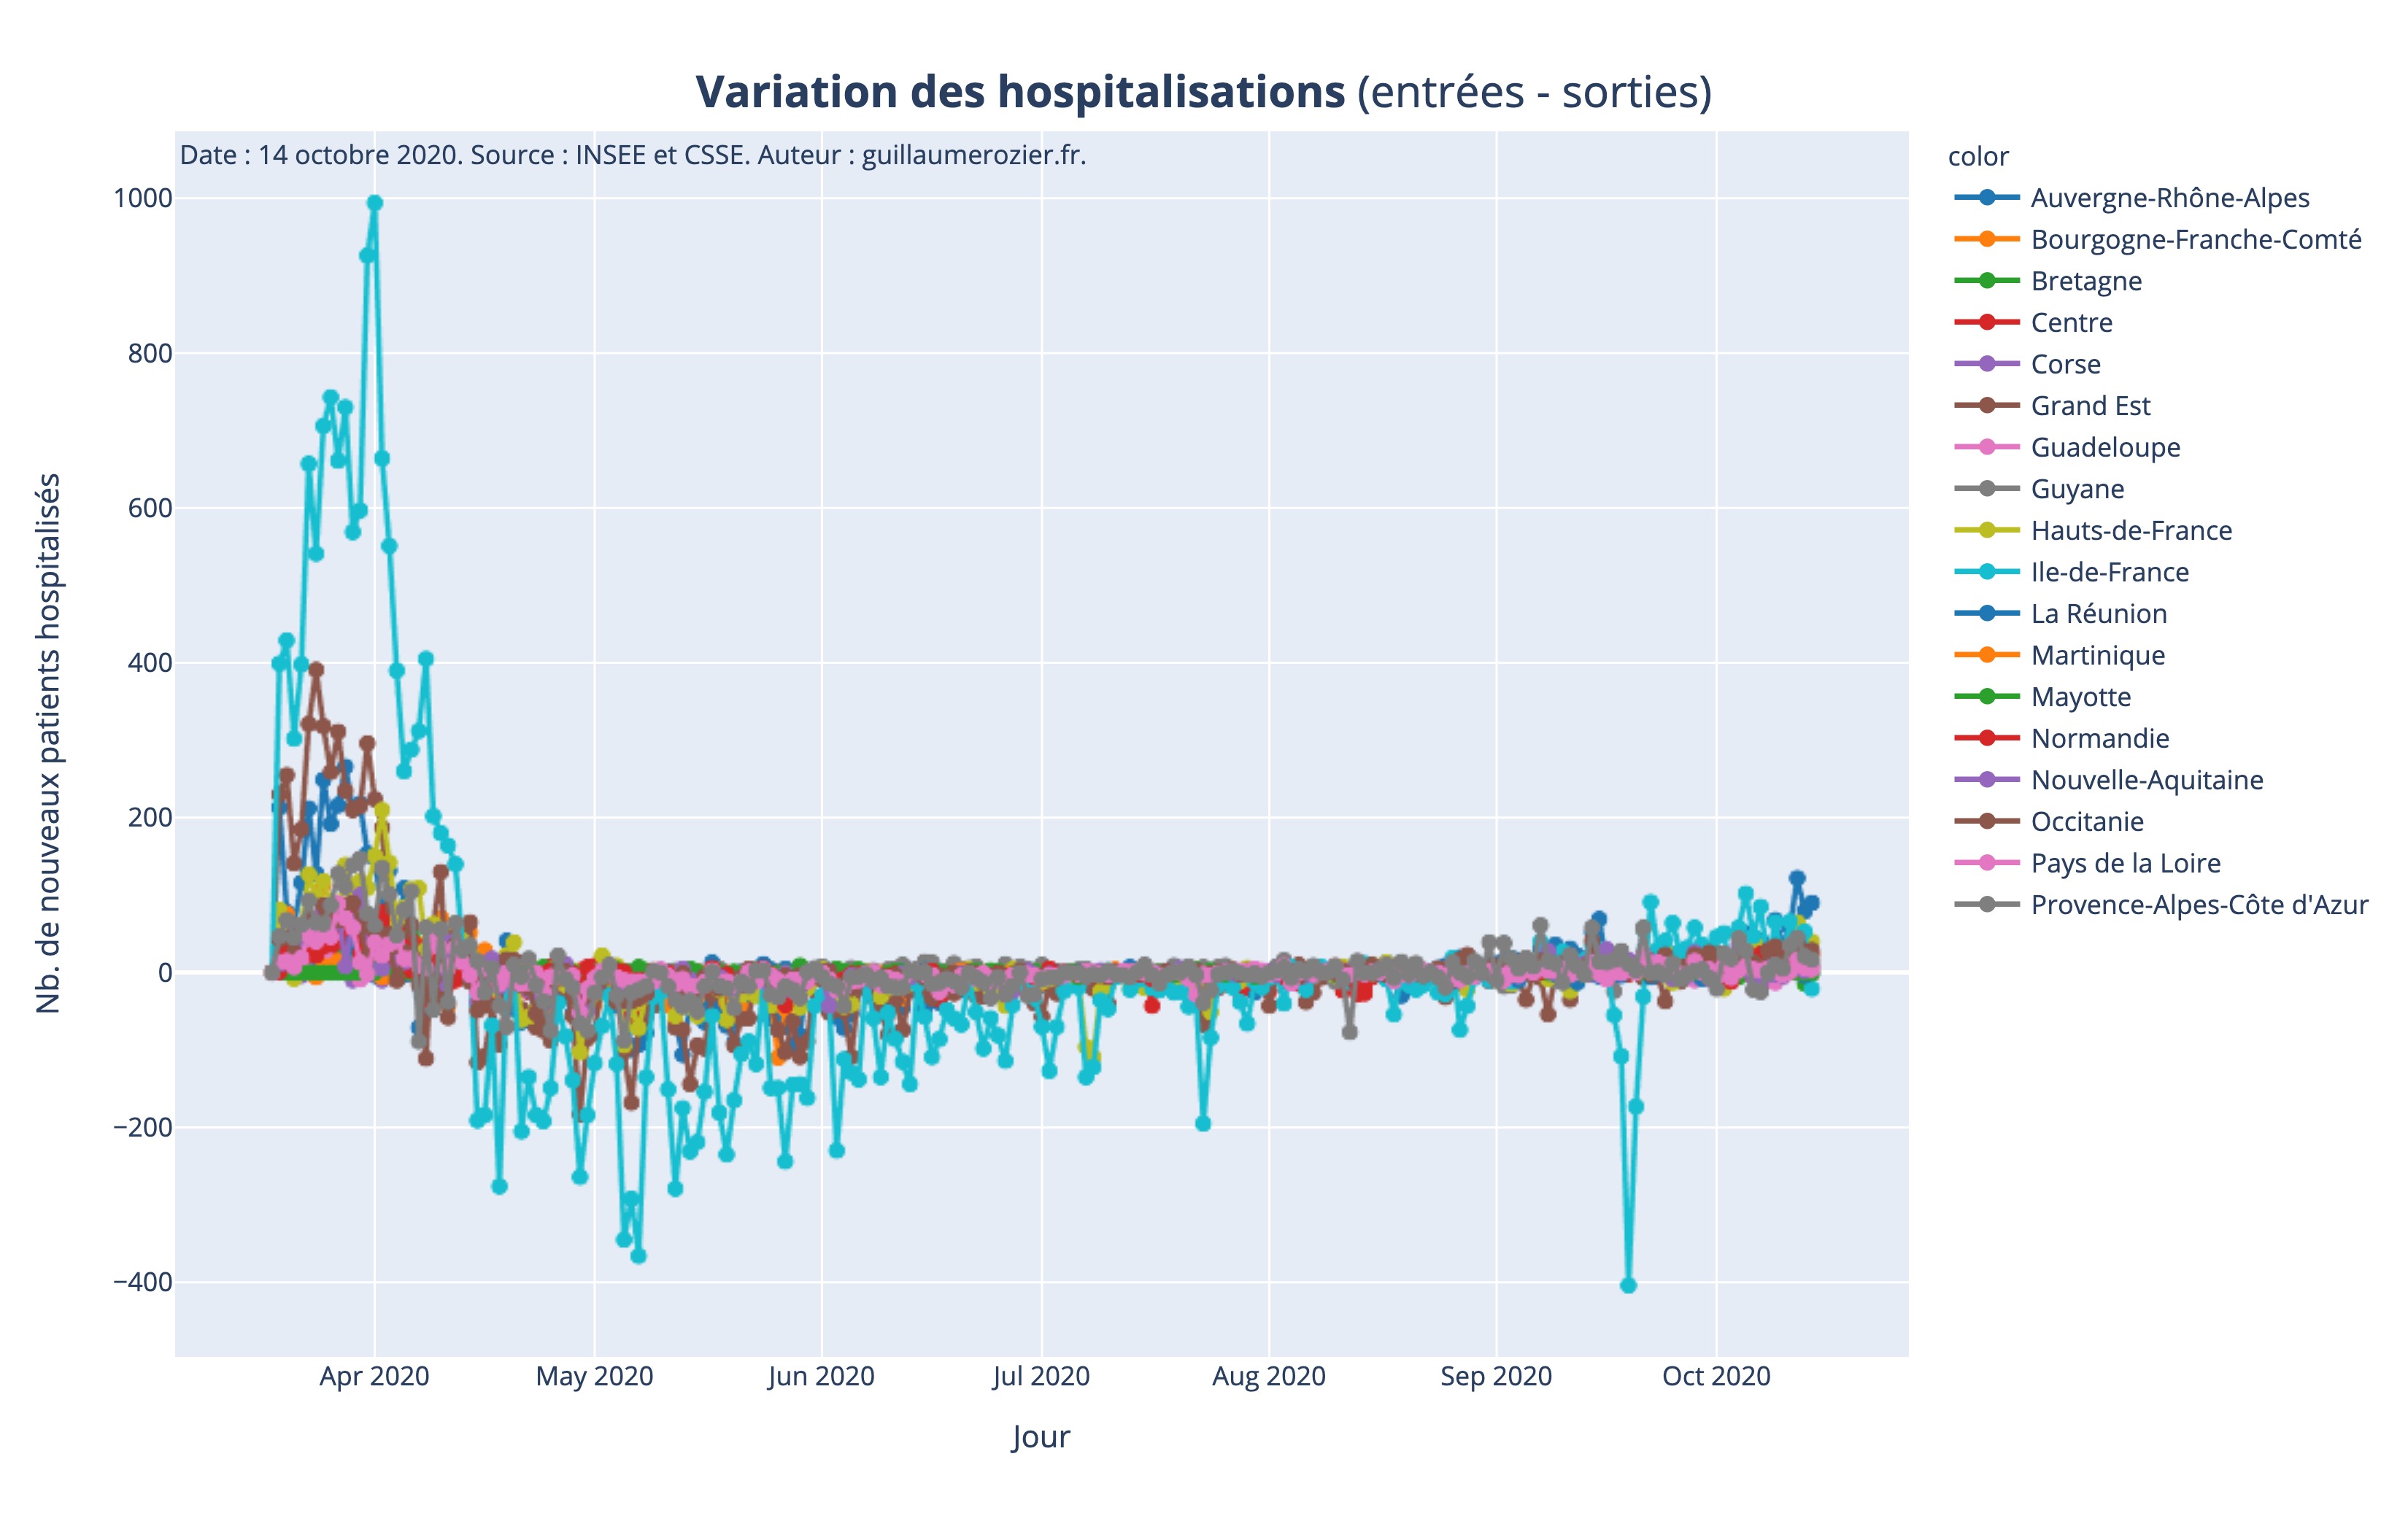 Variation des hospitalisations (entrées - sorties)
Date : 14 octobre 2020. Source : INSEE et CSSE. Auteur : guillaumerozier.fr.
Nb. de nouveaux patients hospitalisés
1000
800
600
400
200
0
−200
−400
Apr 2020
May 2020
Jun 2020
Jul 2020
Aug 2020
Sep 2020
Oct 2020
Jour
color
Auvergne-Rhône-Alpes
Bourgogne-Franche-Comté
Bretagne
Centre
Corse
Grand Est
Guadeloupe
Guyane
Hauts-de-France
Ile-de-France
La Réunion
Martinique
Mayotte
Normandie
Nouvelle-Aquitaine
Occitanie
Pays de la Loire
Provence-Alpes-Côte d'Azur